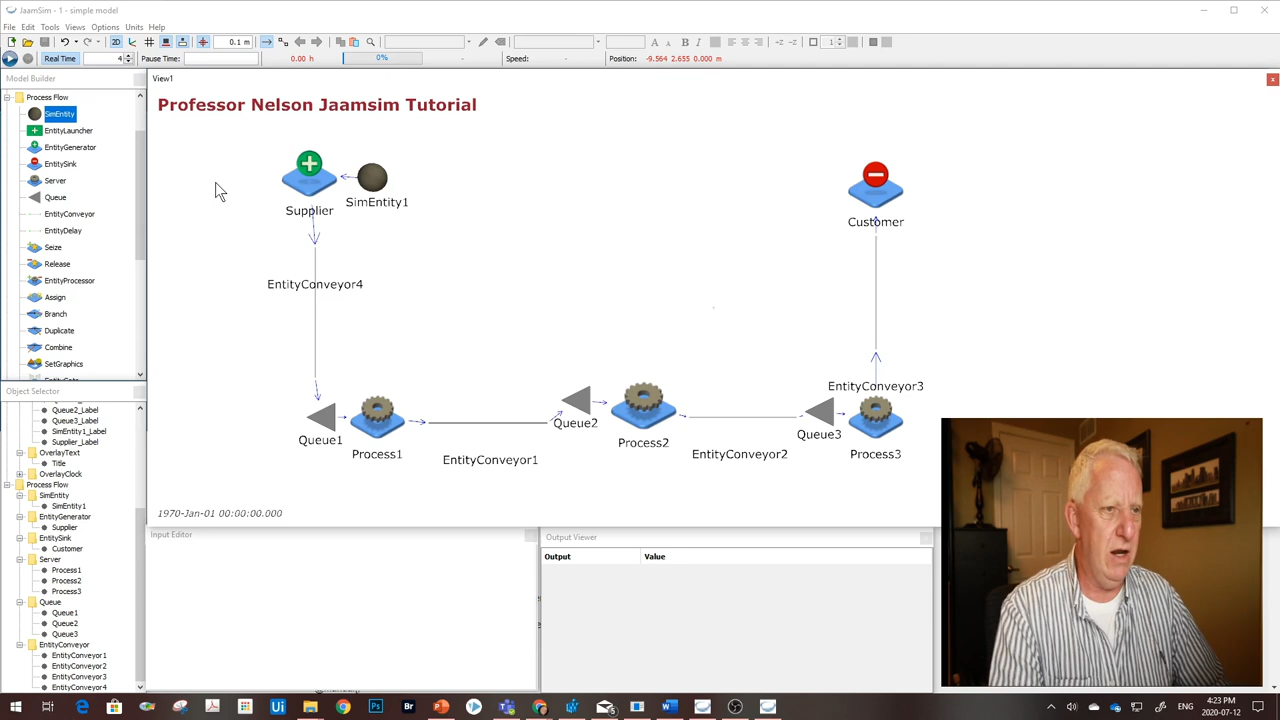 JaamSim - 1 - simple model
File Edit Tools Views Options Units Help
2D 0.1 m A A B I 1
Real Time 4 Pause Time: 0.00 h 0% - Speed: - Position: -9.564 2.655 0.000 m
Model Builder
Process Flow
SimEntity
EntityLauncher
EntityGenerator
EntitySink
Server
Queue
EntityConveyor
EntityDelay
Seize
Release
EntityProcessor
Assign
Branch
Duplicate
Combine
SetGraphics
Object Selector
Queue2_Label
Queue3_Label
SimEntity1_Label
Supplier_Label
OverlayText
Title
OverlayClock
Process Flow
SimEntity
SimEntity1
EntityGenerator
Supplier
EntitySink
Customer
Server
Process1
Process2
Process3
Queue
Queue1
Queue2
Queue3
EntityConveyor
EntityConveyor1
EntityConveyor2
EntityConveyor3
EntityConveyor4
View1
Professor Nelson Jaamsim Tutorial
Supplier
SimEntity1
Customer
EntityConveyor4
EntityConveyor3
Queue1
Process1
EntityConveyor1
Queue2
Process2
EntityConveyor2
Queue3
Process3
1970-Jan-01 00:00:00.000
Input Editor
Output Viewer
Output Value
ENG
4:23 PM
2020-07-12